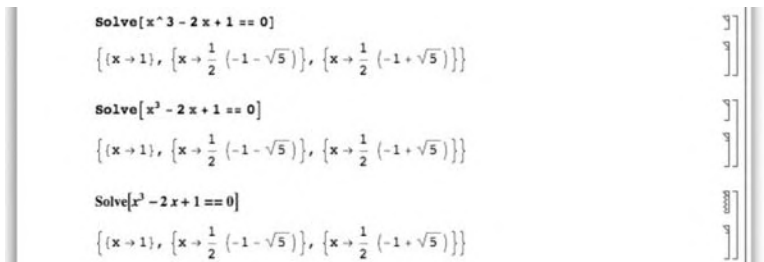 Solve[x^3 - 2 x + 1 == 0]
{{x → 1}, {x → 1/2 (-1 - √5)}, {x → 1/2 (-1 + √5)}}
Solve[x³ - 2 x + 1 == 0]
{{x → 1}, {x → 1/2 (-1 - √5)}, {x → 1/2 (-1 + √5)}}
Solve[x³ - 2 x + 1 == 0]
{{x → 1}, {x → 1/2 (-1 - √5)}, {x → 1/2 (-1 + √5)}}